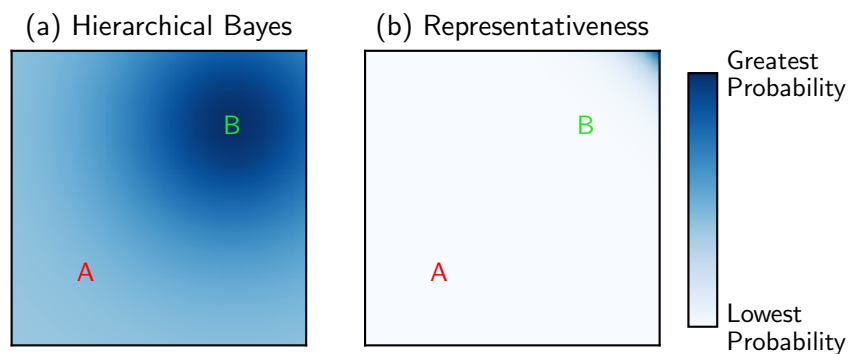 (a) Hierarchical Bayes
(b) Representativeness
Greatest
Probability
B
B
A
A
Lowest
Probability